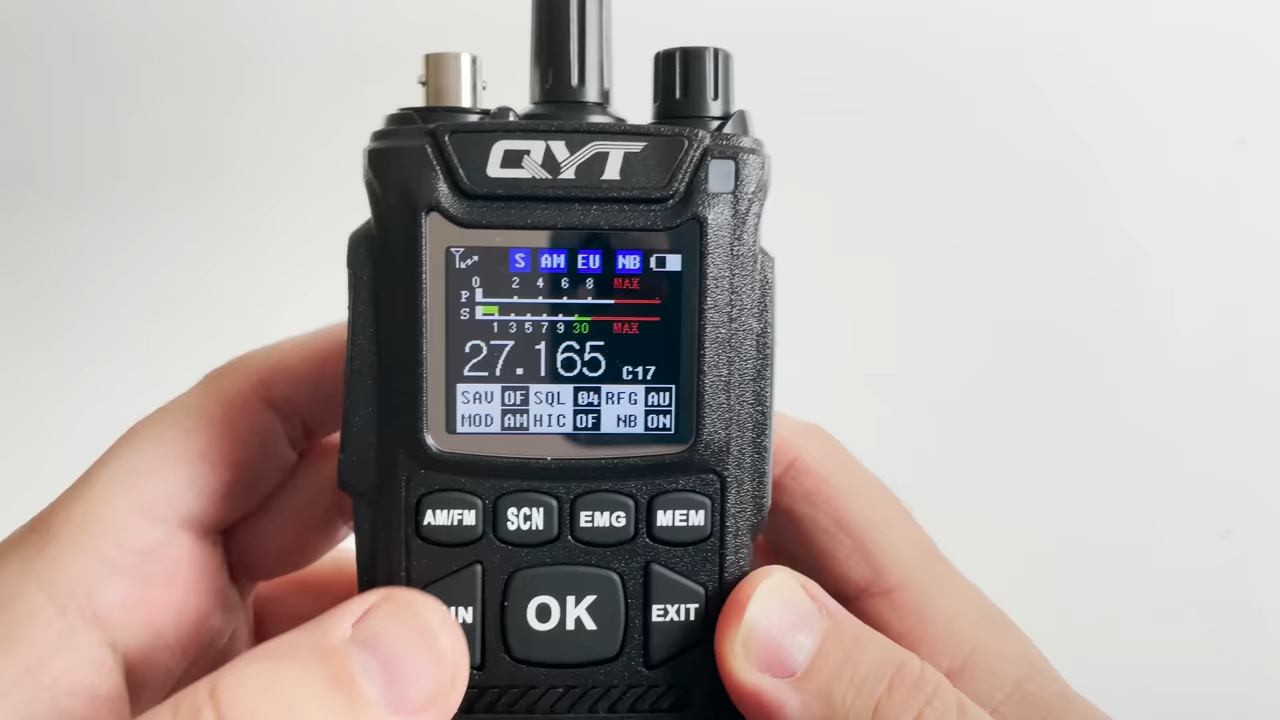 QYT
S AM EU NB
0 2 4 6 8 MAX
P
S
1 3 5 7 9 30 MAX
27.165 C17
SAV OF SQL 04 RFG AU
MOD AM HIC OF NB ON
AM/FM SCN EMG MEM
OK EXIT